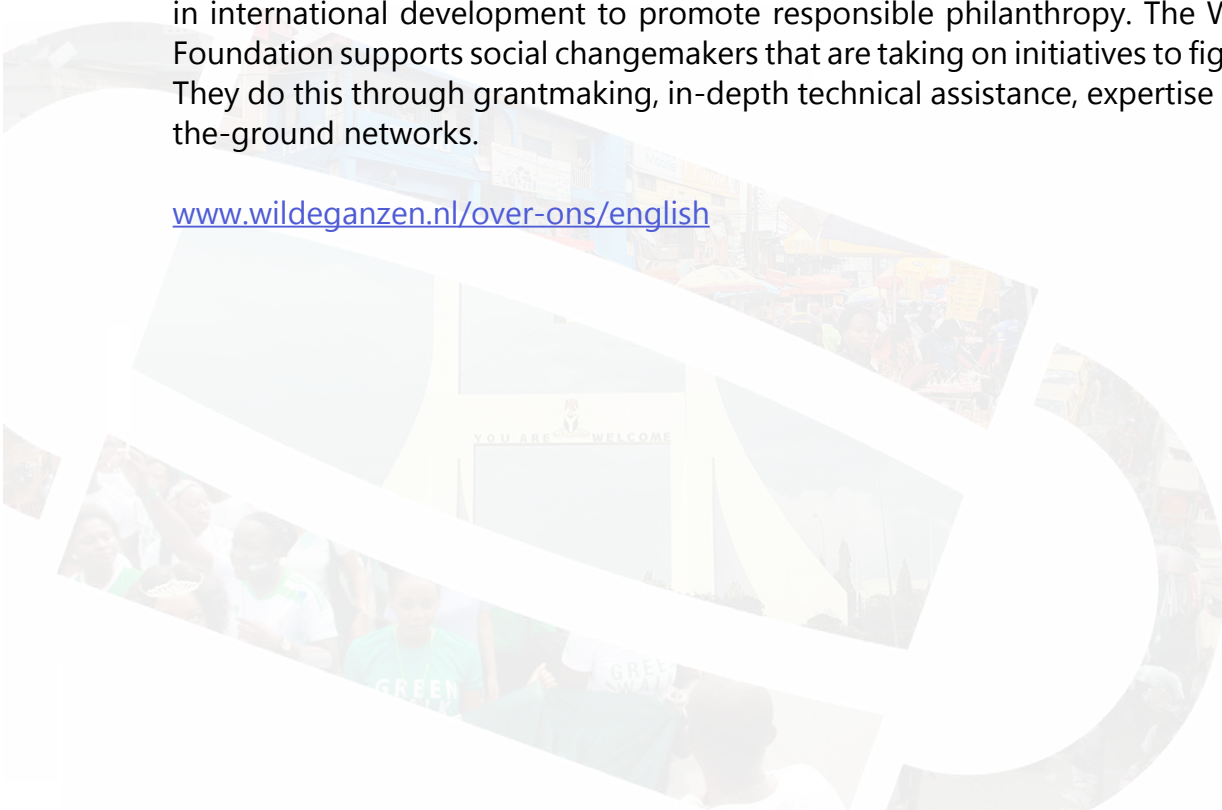 in international development to promote responsible philanthropy. The W
Foundation supports social changemakers that are taking on initiatives to fig
They do this through grantmaking, in-depth technical assistance, expertise
the-ground networks.
www.wildeganzen.nl/over-ons/english
YOU ARE WELCOME
GREEN